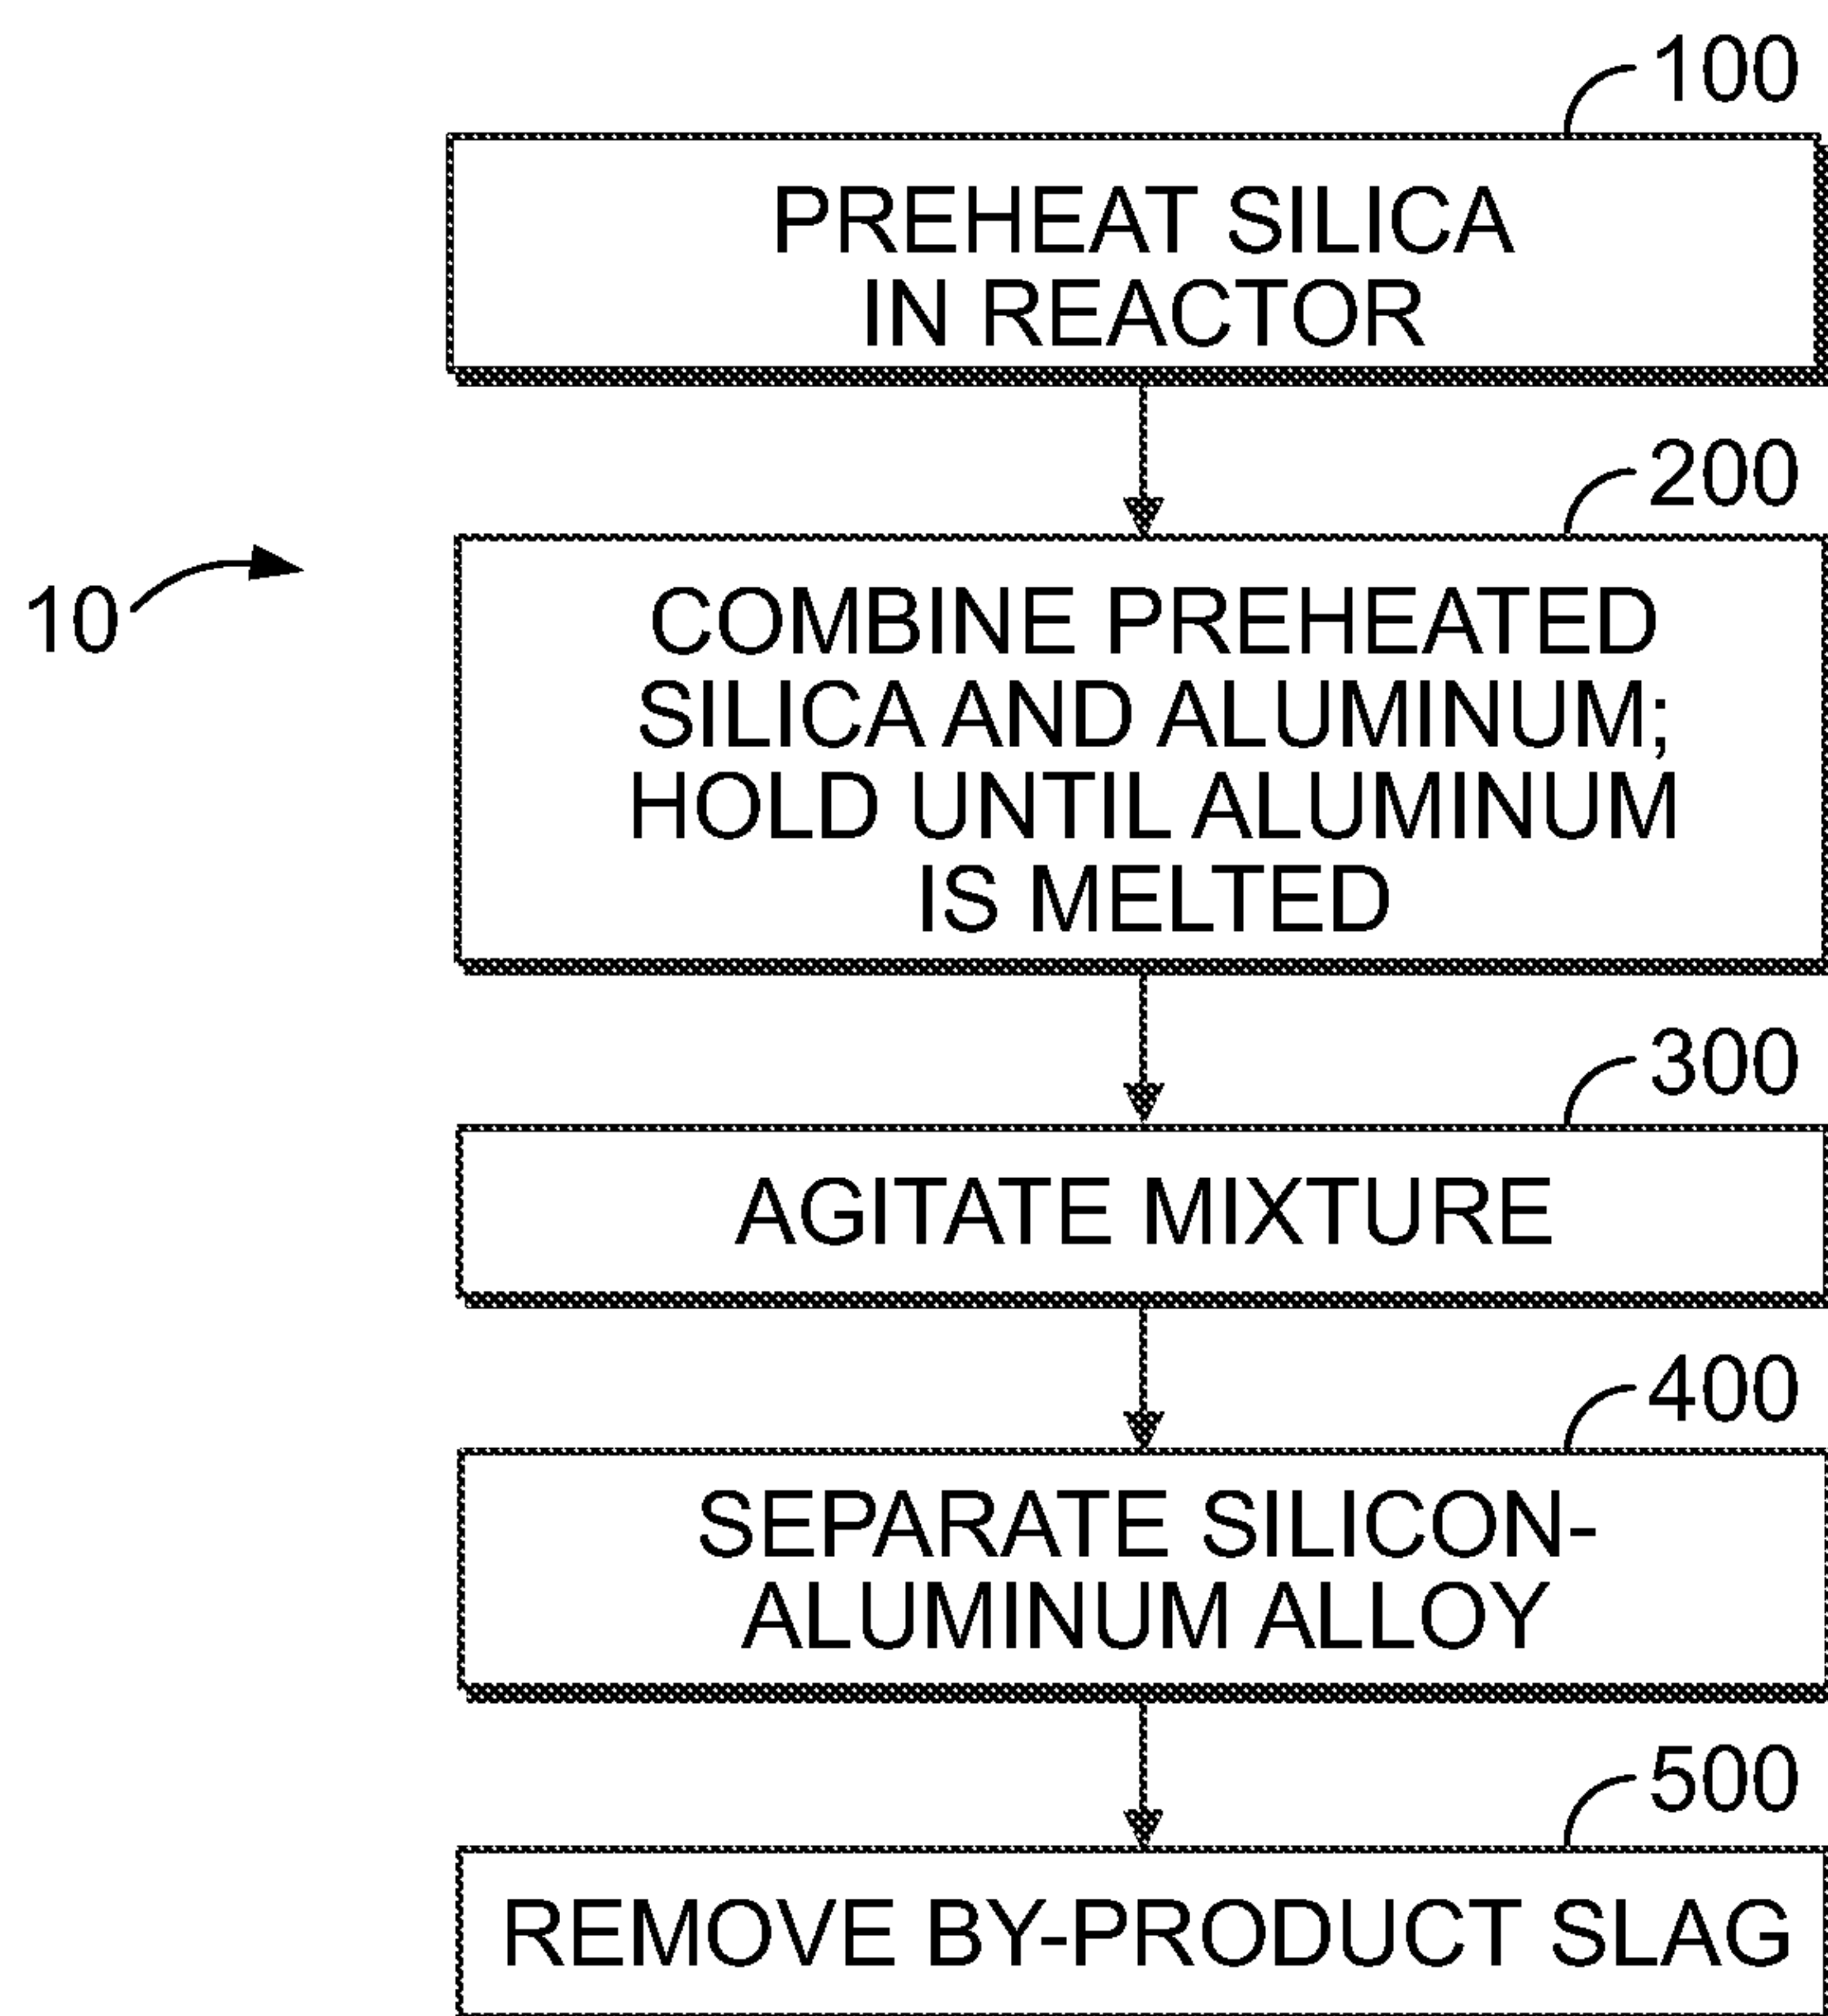 100
PREHEAT SILICA
IN REACTOR
200
10
COMBINE PREHEATED
SILICA AND ALUMINUM;
HOLD UNTIL ALUMINUM
IS MELTED
300
AGITATE MIXTURE
400
SEPARATE SILICON-
ALUMINUM ALLOY
500
REMOVE BY-PRODUCT SLAG